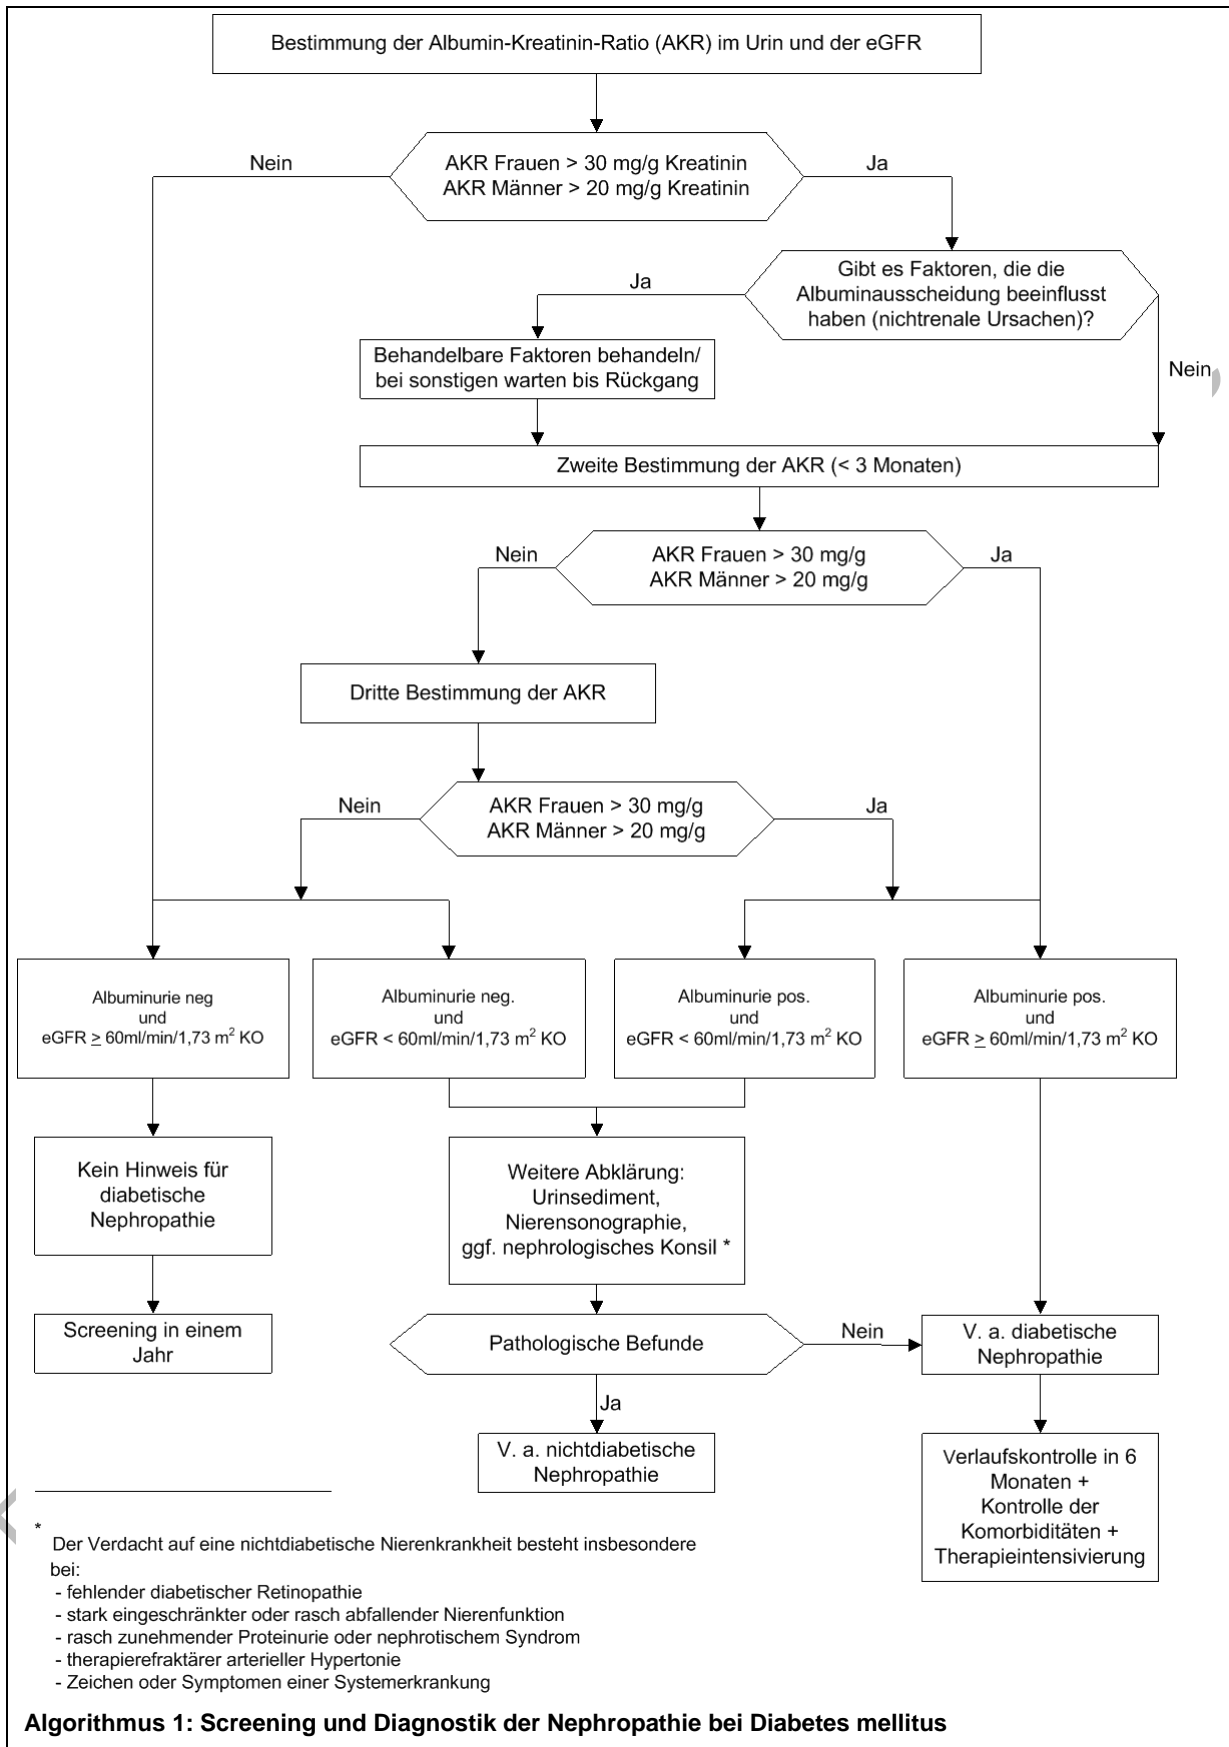 Bestimmung der Albumin-Kreatinin-Ratio (AKR) im Urin und der eGFR
Nein
AKR Frauen > 30 mg/g Kreatinin
AKR Männer > 20 mg/g Kreatinin
Ja
Gibt es Faktoren, die die
Albuminausscheidung beeinflusst
haben (nichtrenale Ursachen)?
Ja
Nein
Behandelbare Faktoren behandeln/
bei sonstigen warten bis Rückgang
Zweite Bestimmung der AKR (< 3 Monaten)
Nein
AKR Frauen > 30 mg/g
AKR Männer > 20 mg/g
Ja
Dritte Bestimmung der AKR
Nein
AKR Frauen > 30 mg/g
AKR Männer > 20 mg/g
Ja
Albuminurie neg
und
eGFR ≥ 60ml/min/1,73 m² KO
Albuminurie neg.
und
eGFR < 60ml/min/1,73 m² KO
Albuminurie pos.
und
eGFR < 60ml/min/1,73 m² KO
Albuminurie pos.
und
eGFR ≥ 60ml/min/1,73 m² KO
Kein Hinweis für
diabetische
Nephropathie
Weitere Abklärung:
Urinsediment,
Nierensonographie,
ggf. nephrologisches Konsil *
Screening in einem
Jahr
Pathologische Befunde
Nein
V. a. diabetische
Nephropathie
Ja
V. a. nichtdiabetische
Nephropathie
Verlaufskontrolle in 6
Monaten +
Kontrolle der
Komorbiditäten +
Therapieintensivierung
* Der Verdacht auf eine nichtdiabetische Nierenkrankheit besteht insbesondere
bei:
- fehlender diabetischer Retinopathie
- stark eingeschränkter oder rasch abfallender Nierenfunktion
- rasch zunehmender Proteinurie oder nephrotischem Syndrom
- therapierefraktärer arterieller Hypertonie
- Zeichen oder Symptomen einer Systemerkrankung
Algorithmus 1: Screening und Diagnostik der Nephropathie bei Diabetes mellitus